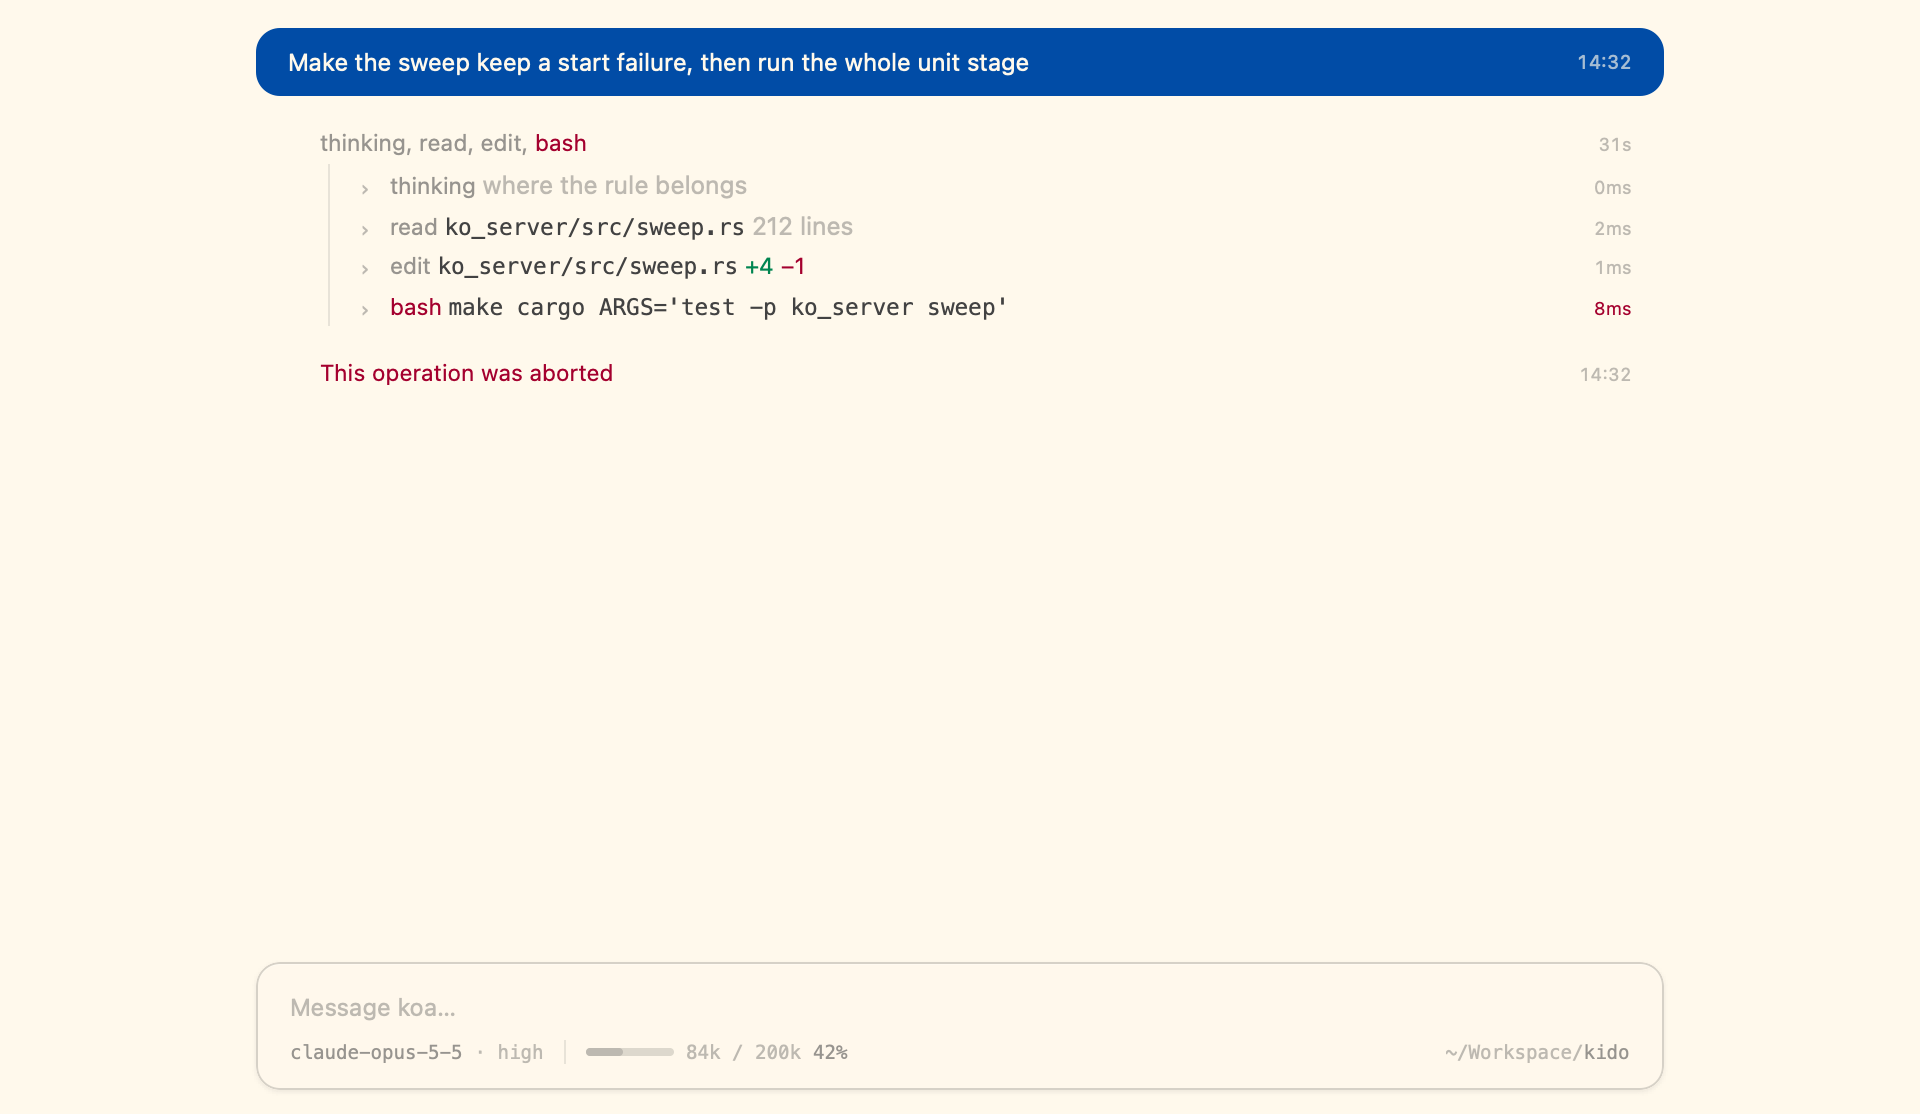 Make the sweep keep a start failure, then run the whole unit stage 14:32
thinking, read, edit, bash 31s
› thinking where the rule belongs 0ms
› read ko_server/src/sweep.rs 212 lines 2ms
› edit ko_server/src/sweep.rs +4 −1 1ms
› bash make cargo ARGS='test -p ko_server sweep' 8ms
This operation was aborted 14:32
Message koa...
claude-opus-5-5 · high 84k / 200k 42% ~/Workspace/kido